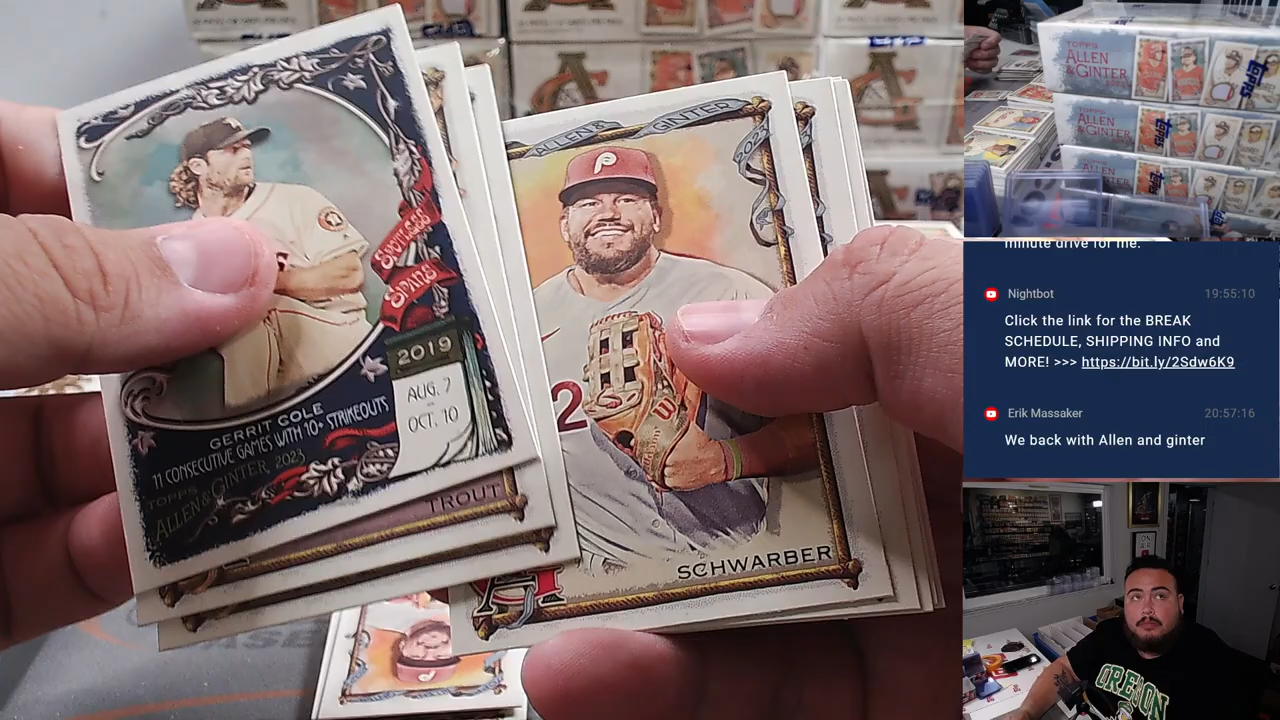 GERRIT COLE
11 CONSECUTIVE GAMES WITH 10+ STRIKEOUTS
TOPPS
ALLEN & GINTER, 2023
SPANS
2019
AUG. 7
OCT. 10
TROUT
ALLEN &
GINTER
P
2
SCHWARBER
TOPPS
ALLEN
& GINTER
ALLEN
& GINTER
ALLEN
& GINTER
minute drive for me.
Nightbot
19:55:10
Click the link for the BREAK
SCHEDULE, SHIPPING INFO and
MORE! >>> https://bit.ly/2Sdw6K9
Erik Massaker
20:57:16
We back with Allen and ginter
OREGON